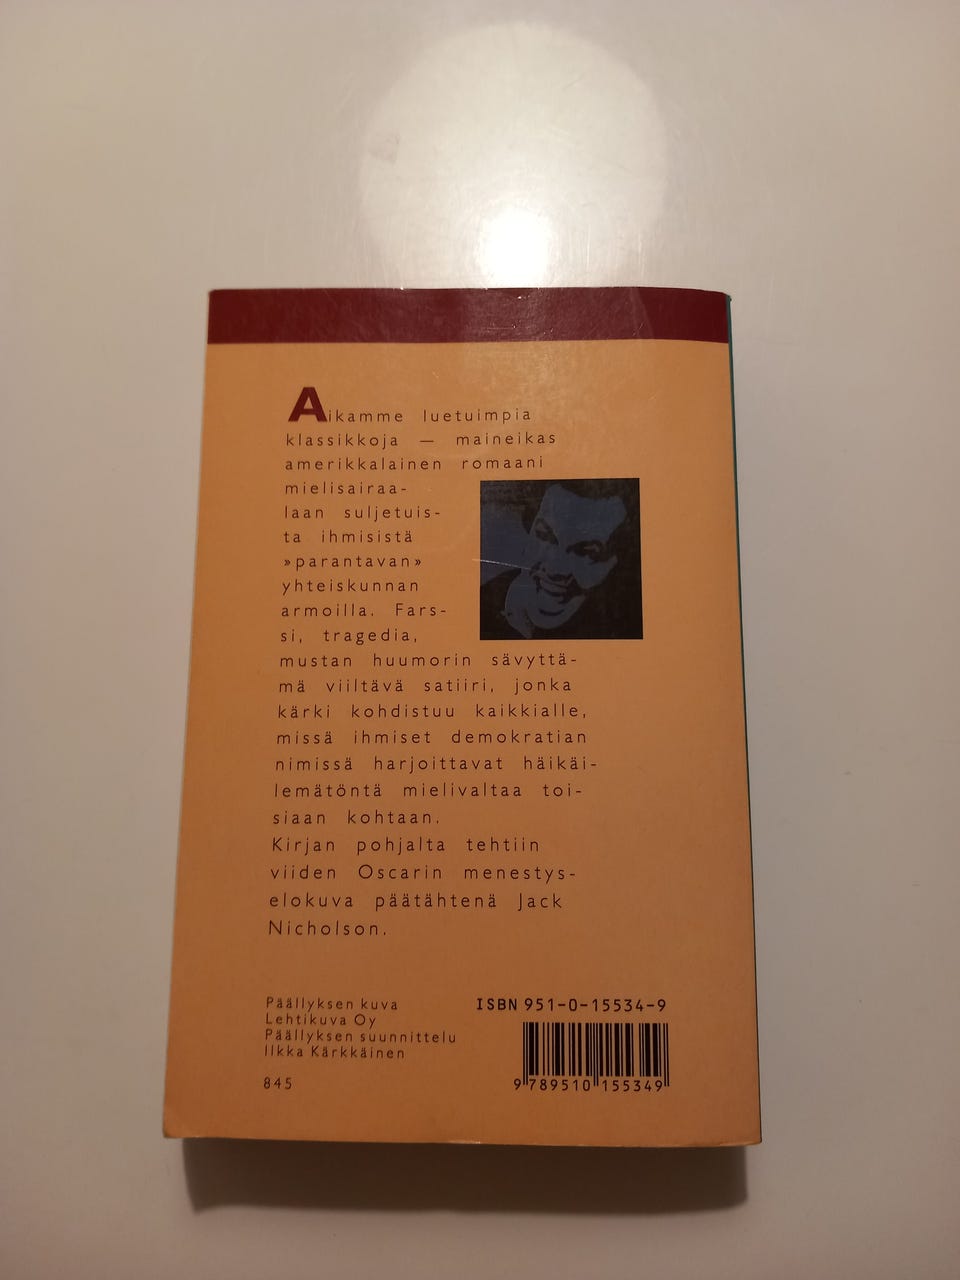 Aikamme luetuimpia
klassikkoja — maineikas
amerikkalainen romaani
mielisairaa-
laan suljetuis-
ta ihmisistä
»parantavan»
yhteiskunnan
armoilla. Fars-
si, tragedia,
mustan huumorin sävyttä-
mä viiltävä satiiri, jonka
kärki kohdistuu kaikkialle,
missä ihmiset demokratian
nimissä harjoittavat häikäi-
lemätöntä mielivaltaa toi-
siaan kohtaan.
Kirjan pohjalta tehtiin
viiden Oscarin menestys-
elokuva päätähtenä Jack
Nicholson.
Päällyksen kuva
Lehtikuva Oy
Päällyksen suunnittelu
Ilkka Kärkkäinen
845
ISBN 951-0-15534-9
9 789510 155349